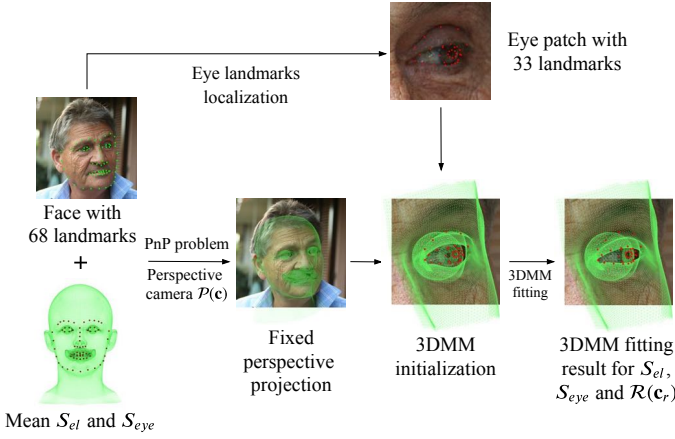 Eye landmarks
localization
Eye patch with
33 landmarks
Face with
68 landmarks
+
PnP problem
Perspective
camera 𝒫(𝐜)
Mean S_el and S_eye
Fixed
perspective
projection
3DMM
initialization
3DMM
fitting
3DMM fitting
result for S_el,
S_eye and ℛ(𝐜_r)